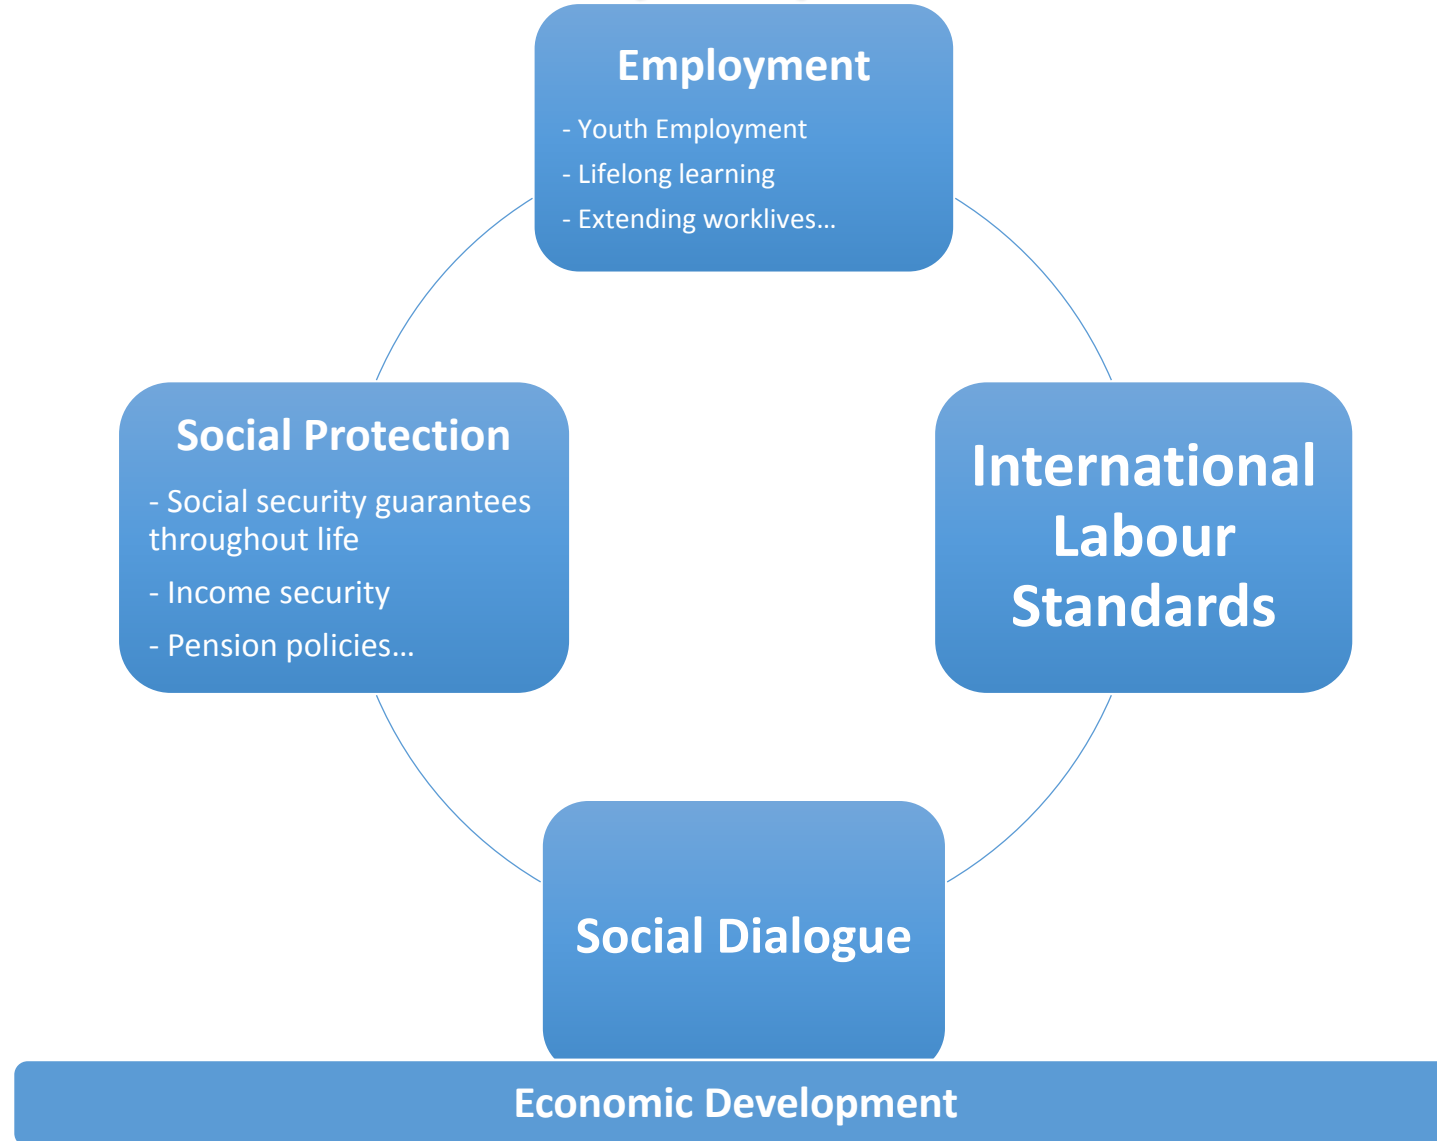 Employment
- Youth Employment
- Lifelong learning
- Extending worklives…
Social Protection
- Social security guarantees
throughout life
- Income security
- Pension policies…
International
Labour
Standards
Social Dialogue
Economic Development